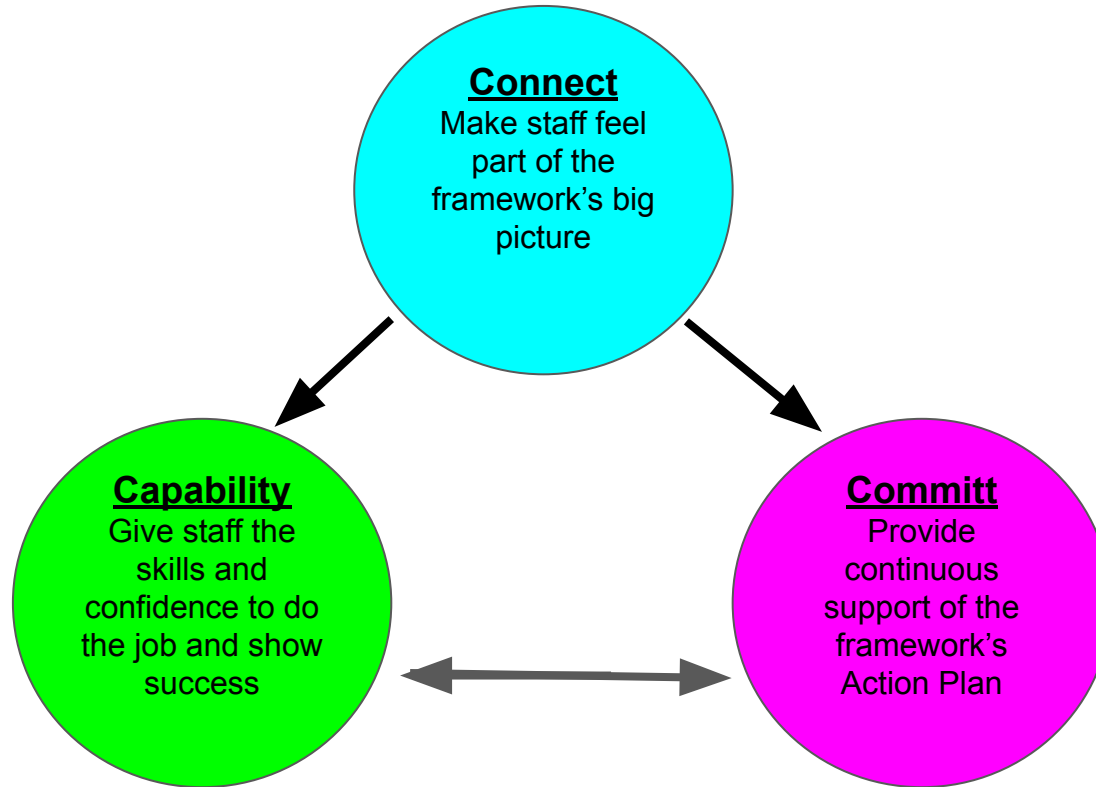 Connect
Make staff feel
part of the
framework’s big
picture
Capability
Give staff the
skills and
confidence to do
the job and show
success
Committ
Provide
continuous
support of the
framework’s
Action Plan